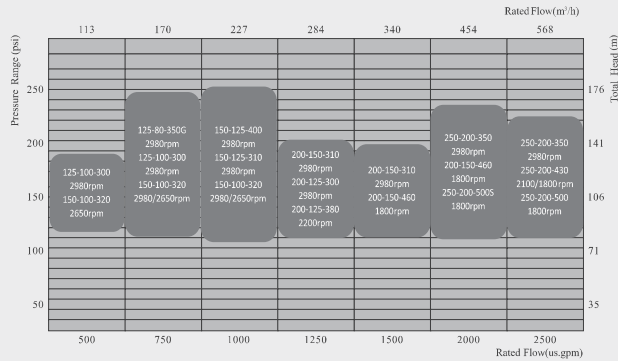 Rated Flow(m³/h)
113 170 227 284 340 454 568
Pressure Range (psi)
Total Head (m)
250 176
200 141
150 106
100 71
50 35
125-100-300
2980rpm
150-100-320
2650rpm
125-80-350G
2980rpm
125-100-300
2980rpm
150-100-320
2980/2650rpm
150-125-400
2980rpm
150-125-310
2980rpm
150-100-320
2980/2650rpm
200-150-310
2980rpm
200-125-300
2980rpm
200-125-380
2200rpm
200-150-310
2980rpm
200-150-460
1800rpm
250-200-350
2980rpm
200-150-460
1800rpm
250-200-500S
1800rpm
250-200-350
2980rpm
250-200-430
2100/1800rpm
250-200-500
1800rpm
500 750 1000 1250 1500 2000 2500
Rated Flow(us.gpm)